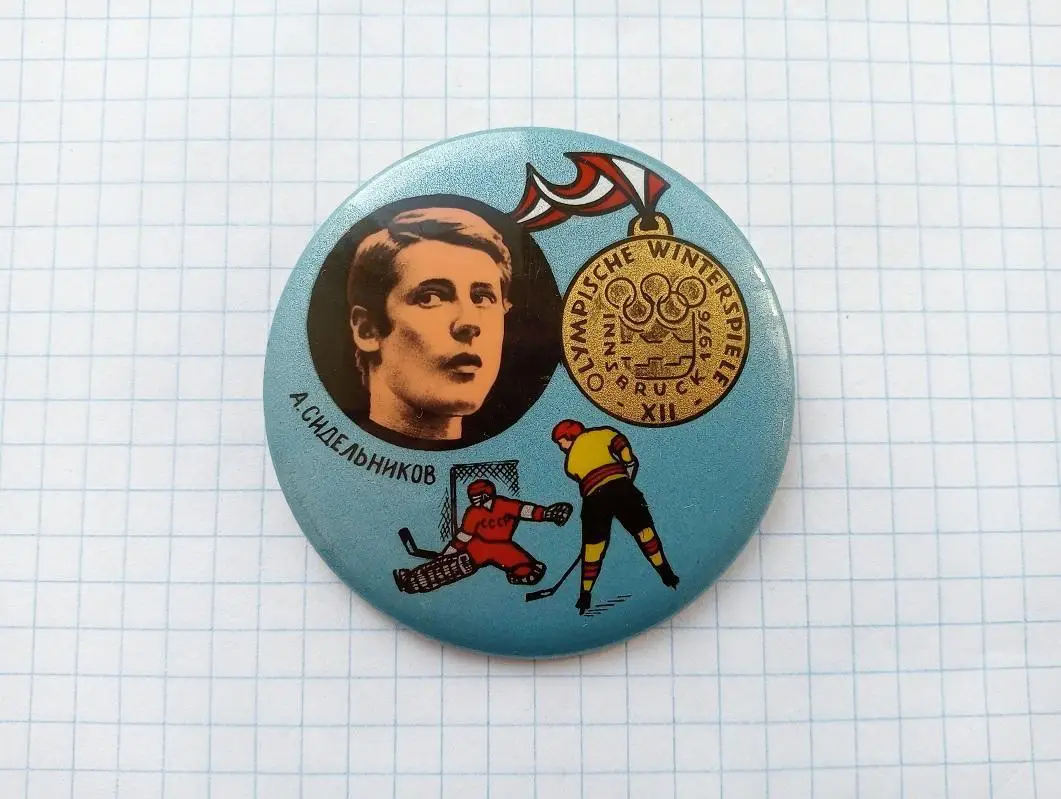 А. СИДЕЛЬНИКОВ
OLYMPISCHE WINTERSPIELE
INNSBRUCK 1976
- XII -
СССР